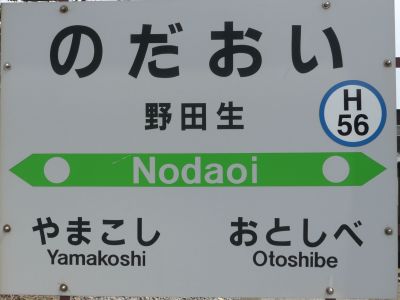 のだおい
野田生
H
56
Nodaoi
やまこし おとしべ
Yamakoshi Otoshibe